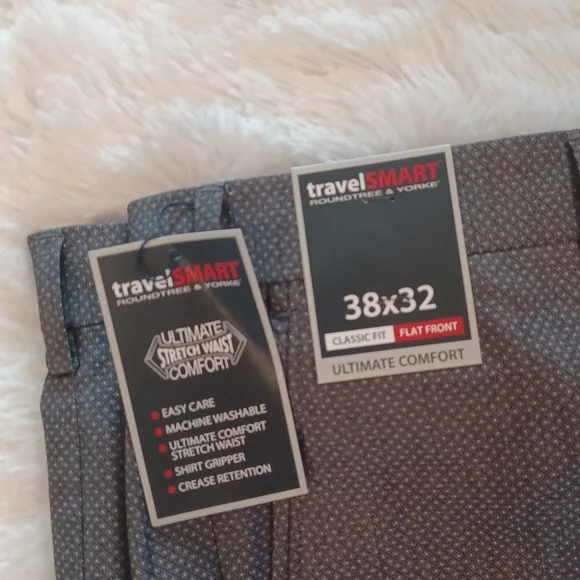 travelSMART
ROUNDTREE & YORKE
ULTIMATE
STRETCH WAIST
COMFORT
EASY CARE
MACHINE WASHABLE
ULTIMATE COMFORT
STRETCH WAIST
SHIRT GRIPPER
CREASE RETENTION
travelSMART
ROUNDTREE & YORKE
38x32
CLASSIC FIT FLAT FRONT
ULTIMATE COMFORT